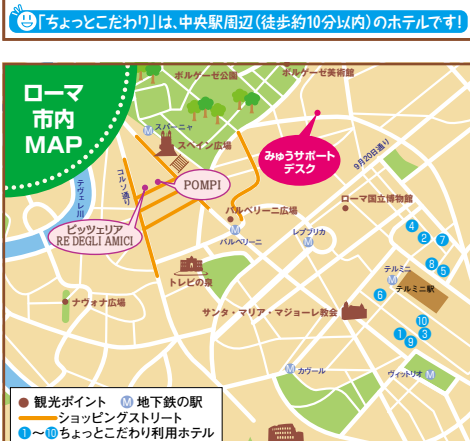 「ちょっとこだわり」は、中央駅周辺(徒歩約10分以内)のホテルです!
ローマ
市内
MAP
ボルゲーゼ公園
ボルゲーゼ美術館
M スパーニャ
スペイン広場
みゅうサポート
デスク
9月20日通り
コルソ通り
テヴェレ川
POMPI
ピッツェリア
RE DEGLI AMICI
バルベリーニ広場
M
バルベリーニ
レプブリカ
M
ローマ国立博物館
4
2
7
8
5
テルミニ
M
テルミニ駅
6
トレビの泉
ナヴォナ広場
サンタ・マリア・マジョーレ教会
10
1
3
9
M カヴール
ヴィットリオ M
観光ポイント M 地下鉄の駅
ショッピングストリート
1〜10ちょっとこだわり利用ホテル